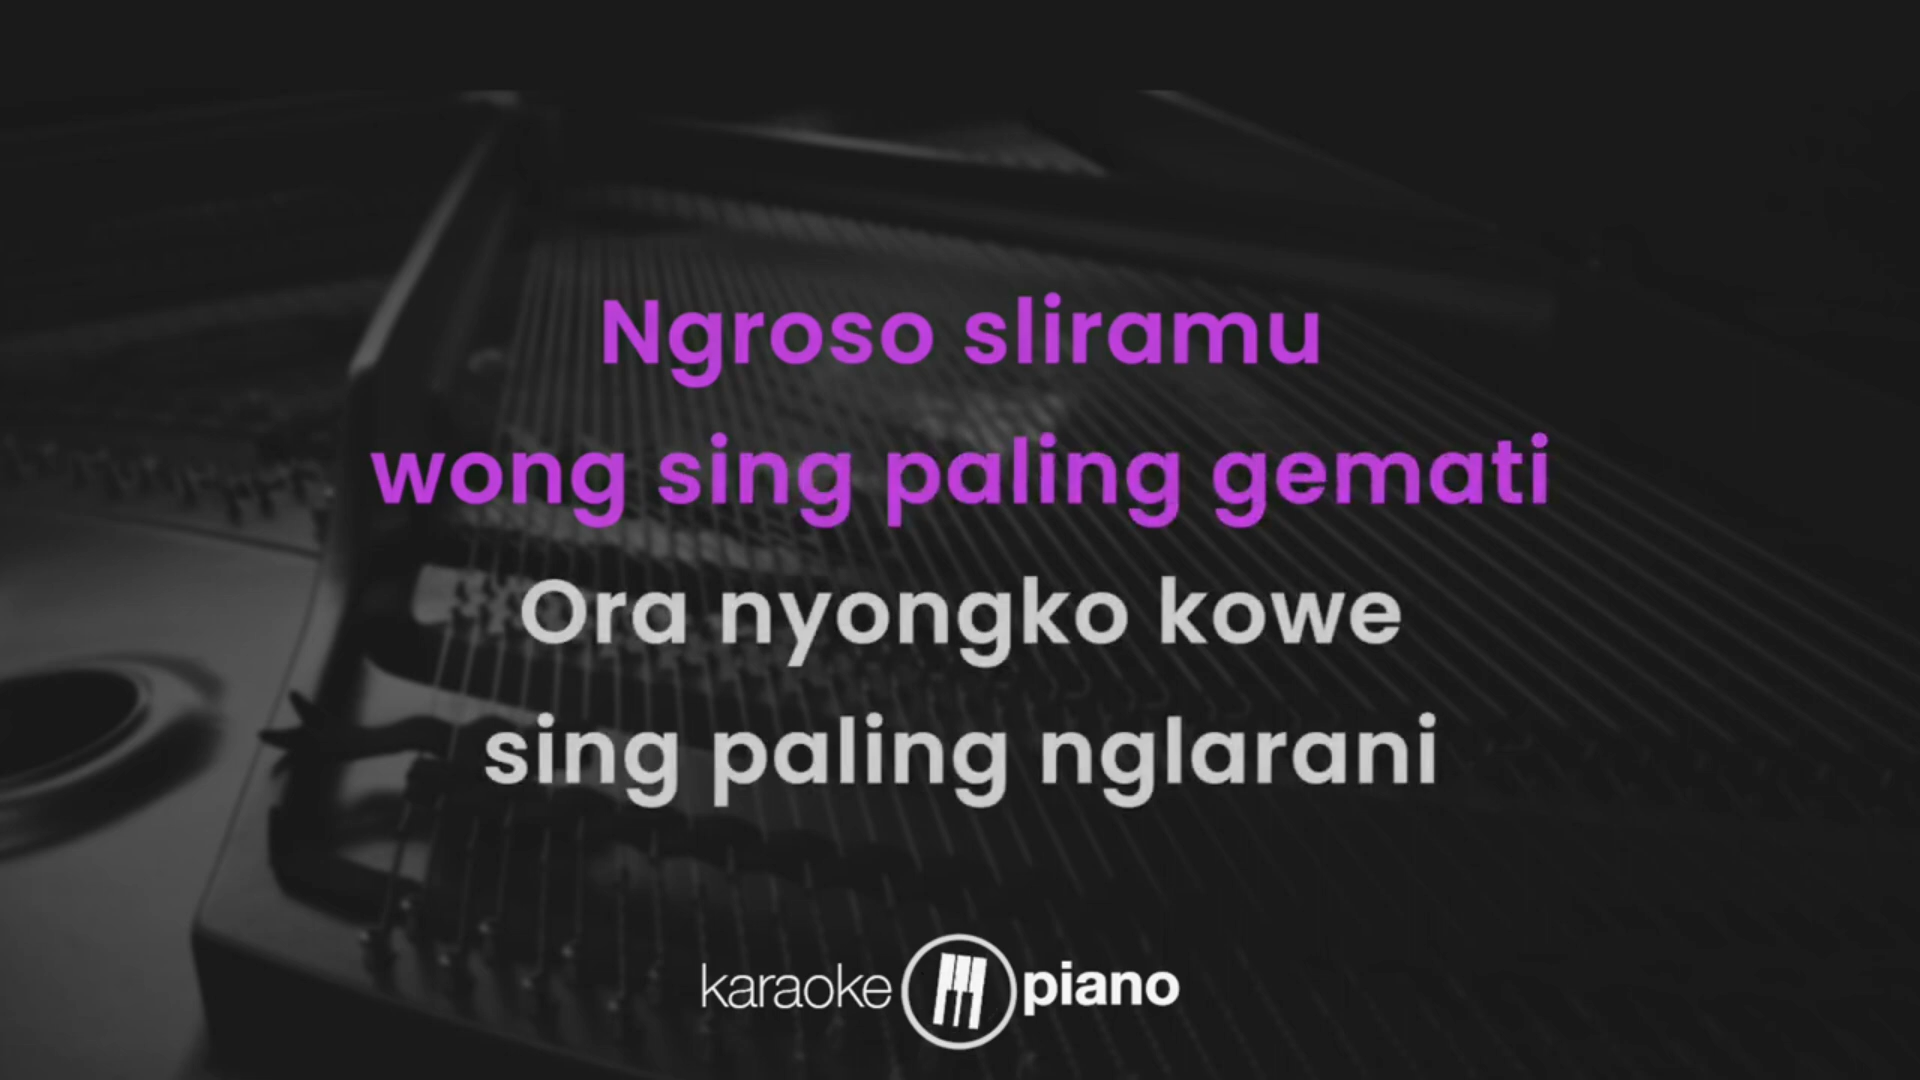 Ngroso sliramu
wong sing paling gemati
Ora nyongko kowe
sing paling nglarani
karaoke piano